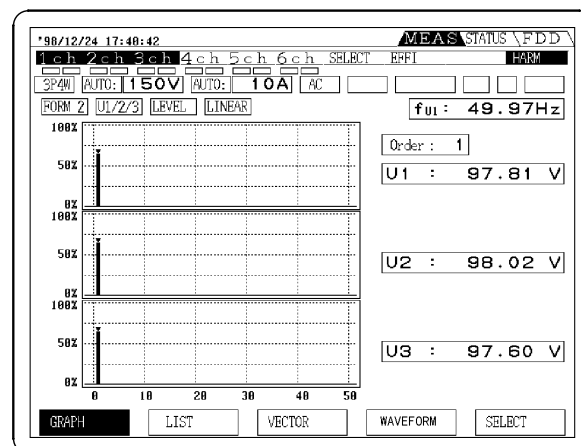 '98/12/24 17:40:42 MEAS STATUS FDD
1ch 2ch 3ch 4ch 5ch 6ch SELECT EFFI HARM
3P4W AUTO: 150V AUTO: 10A AC
FORM 2 U1/2/3 LEVEL LINEAR fU1: 49.97Hz
100%
Order : 1
50% U1 : 97.81 V
0%
100%
50% U2 : 98.02 V
0%
100%
50% U3 : 97.60 V
0%
0 10 20 30 40 50
GRAPH LIST VECTOR WAVEFORM SELECT